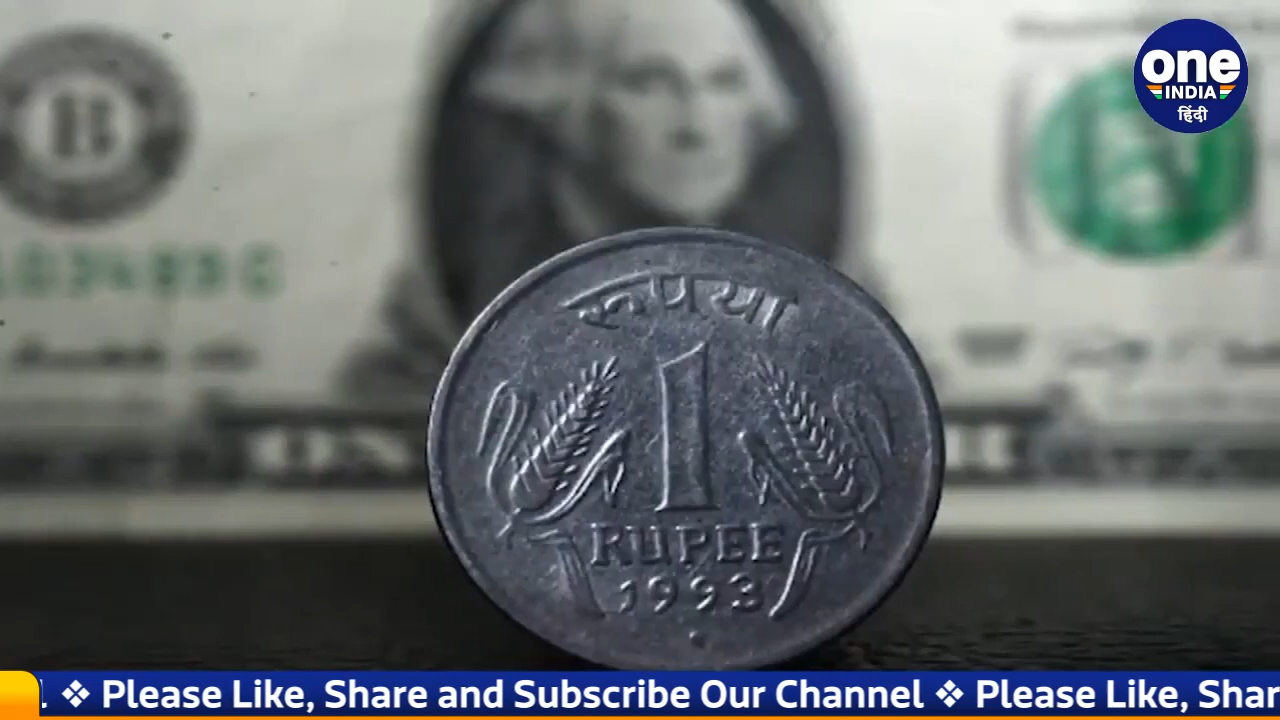 one
INDIA
हिंदी
B
रूपया
1
RUPEE
1993
❖ Please Like, Share and Subscribe Our Channel ❖ Please Like, Shar